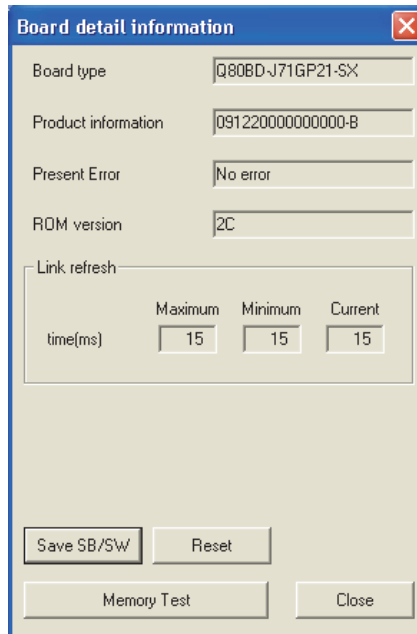 Board detail information
Board type Q80BD-J71GP21-SX
Product information 091220000000000-B
Present Error No error
ROM version 2C
Link refresh
Maximum Minimum Current
time(ms) 15 15 15
Save SB/SW Reset
Memory Test Close